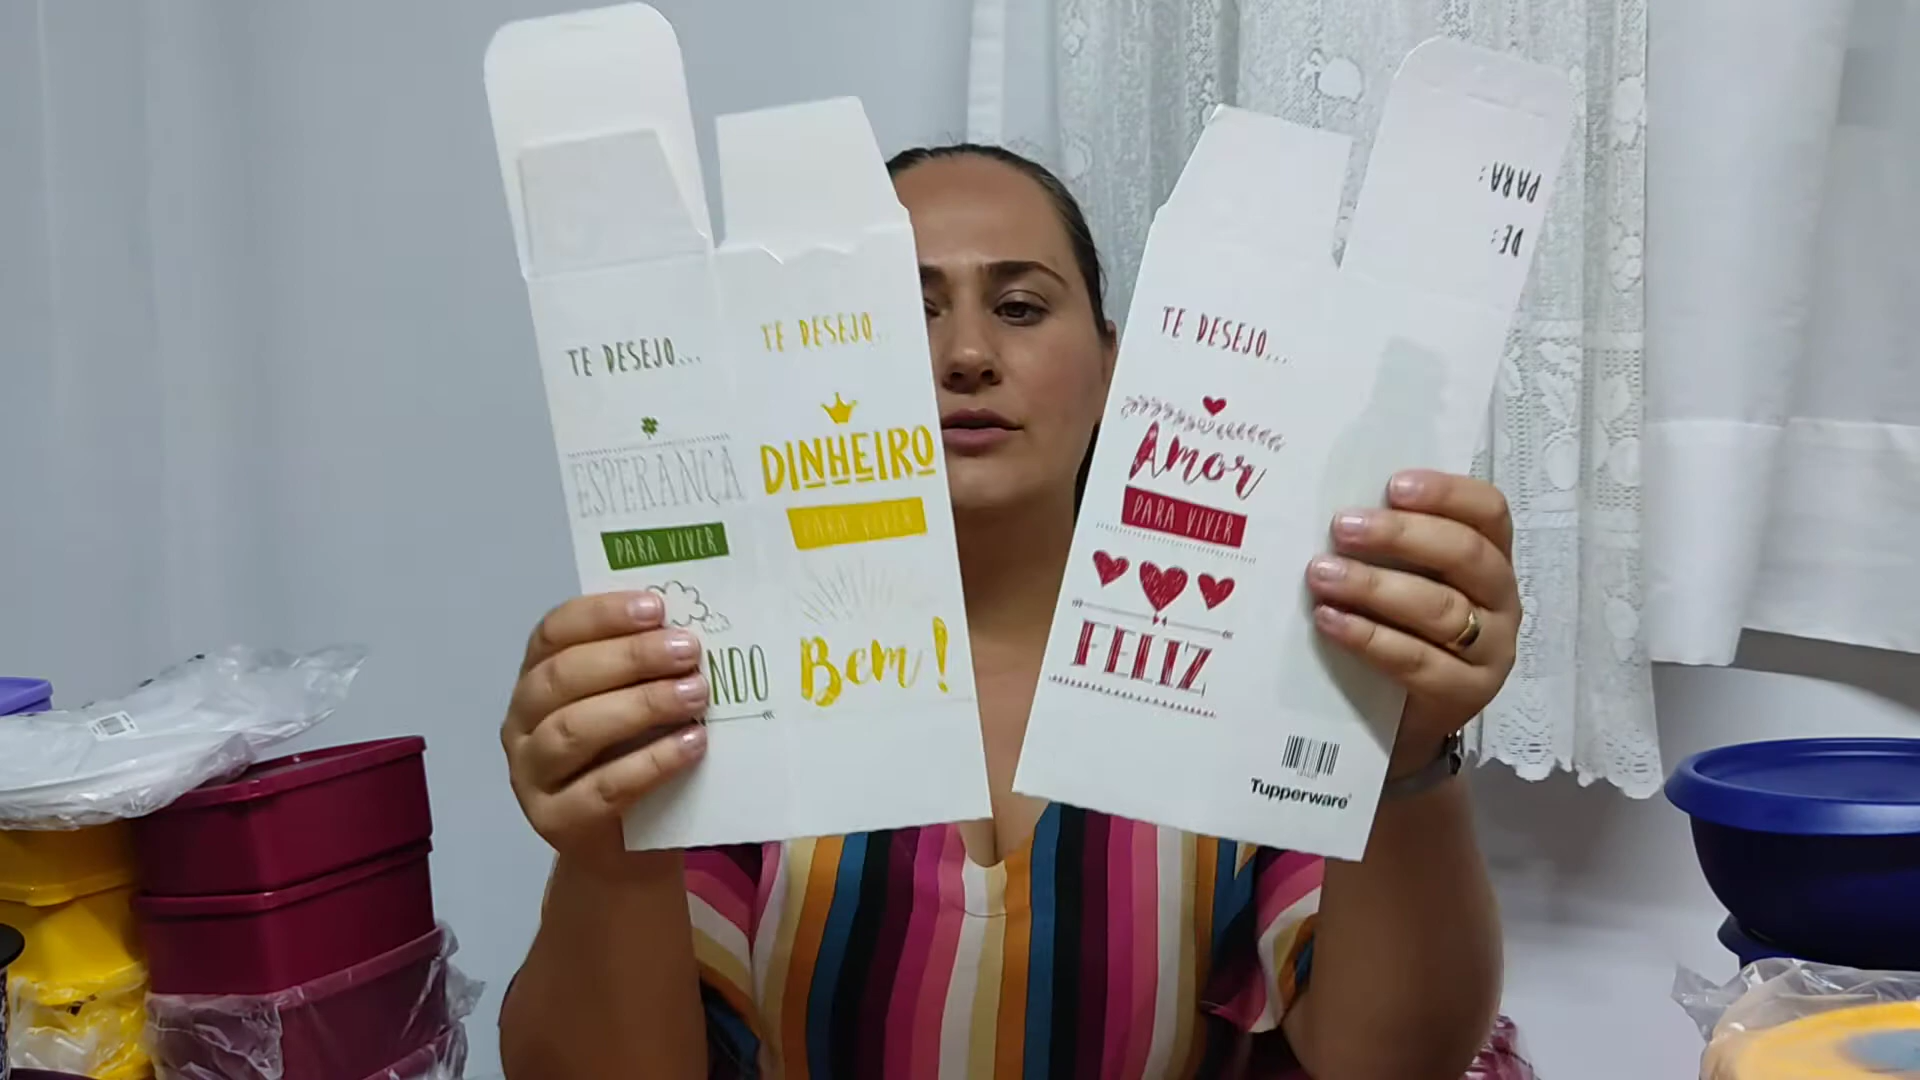 TE DESEJO...
ESPERANÇA
PARA VIVER
NDO
TE DESEJO...
DINHEIRO
PARA VIVER
Bem!
TE DESEJO...
Amor
PARA VIVER
FELIZ
PARA:
DE:
Tupperware